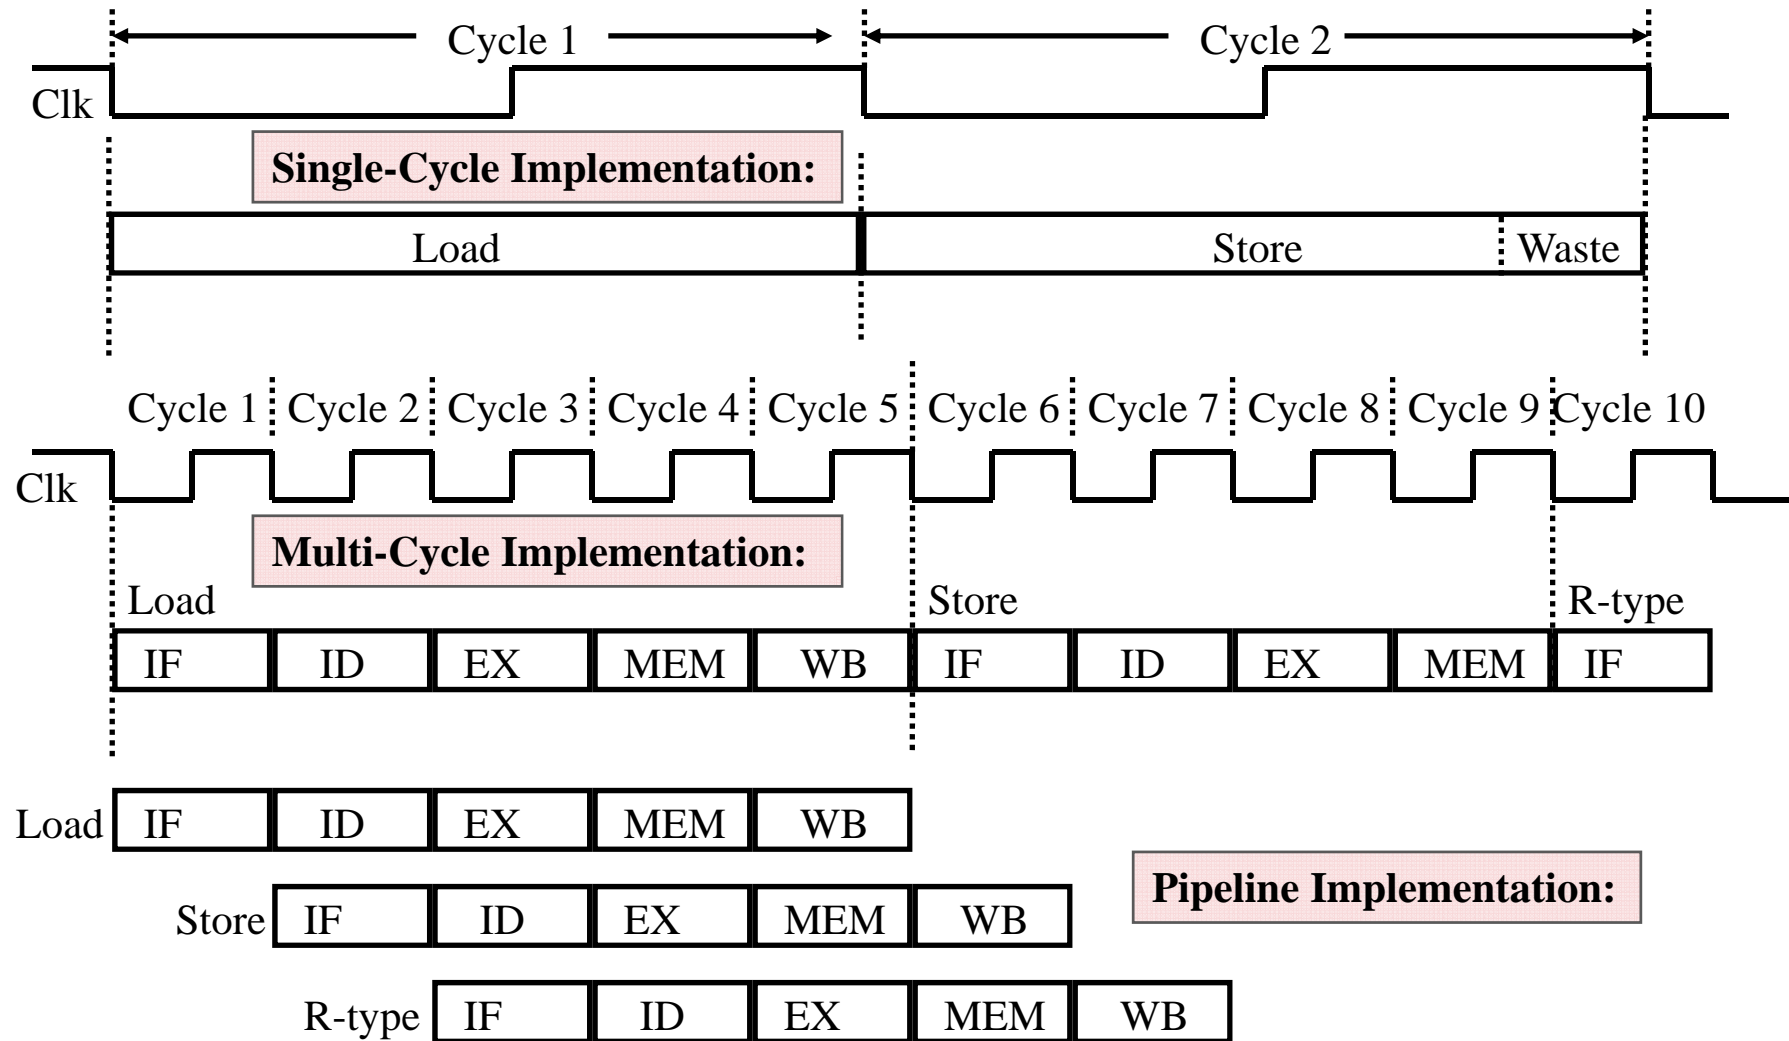 Cycle 1 Cycle 2
Clk
Single-Cycle Implementation:
Load Store Waste
Cycle 1 Cycle 2 Cycle 3 Cycle 4 Cycle 5 Cycle 6 Cycle 7 Cycle 8 Cycle 9 Cycle 10
Clk
Multi-Cycle Implementation:
Load Store R-type
IF ID EX MEM WB IF ID EX MEM IF
Load IF ID EX MEM WB
Pipeline Implementation:
Store IF ID EX MEM WB
R-type IF ID EX MEM WB